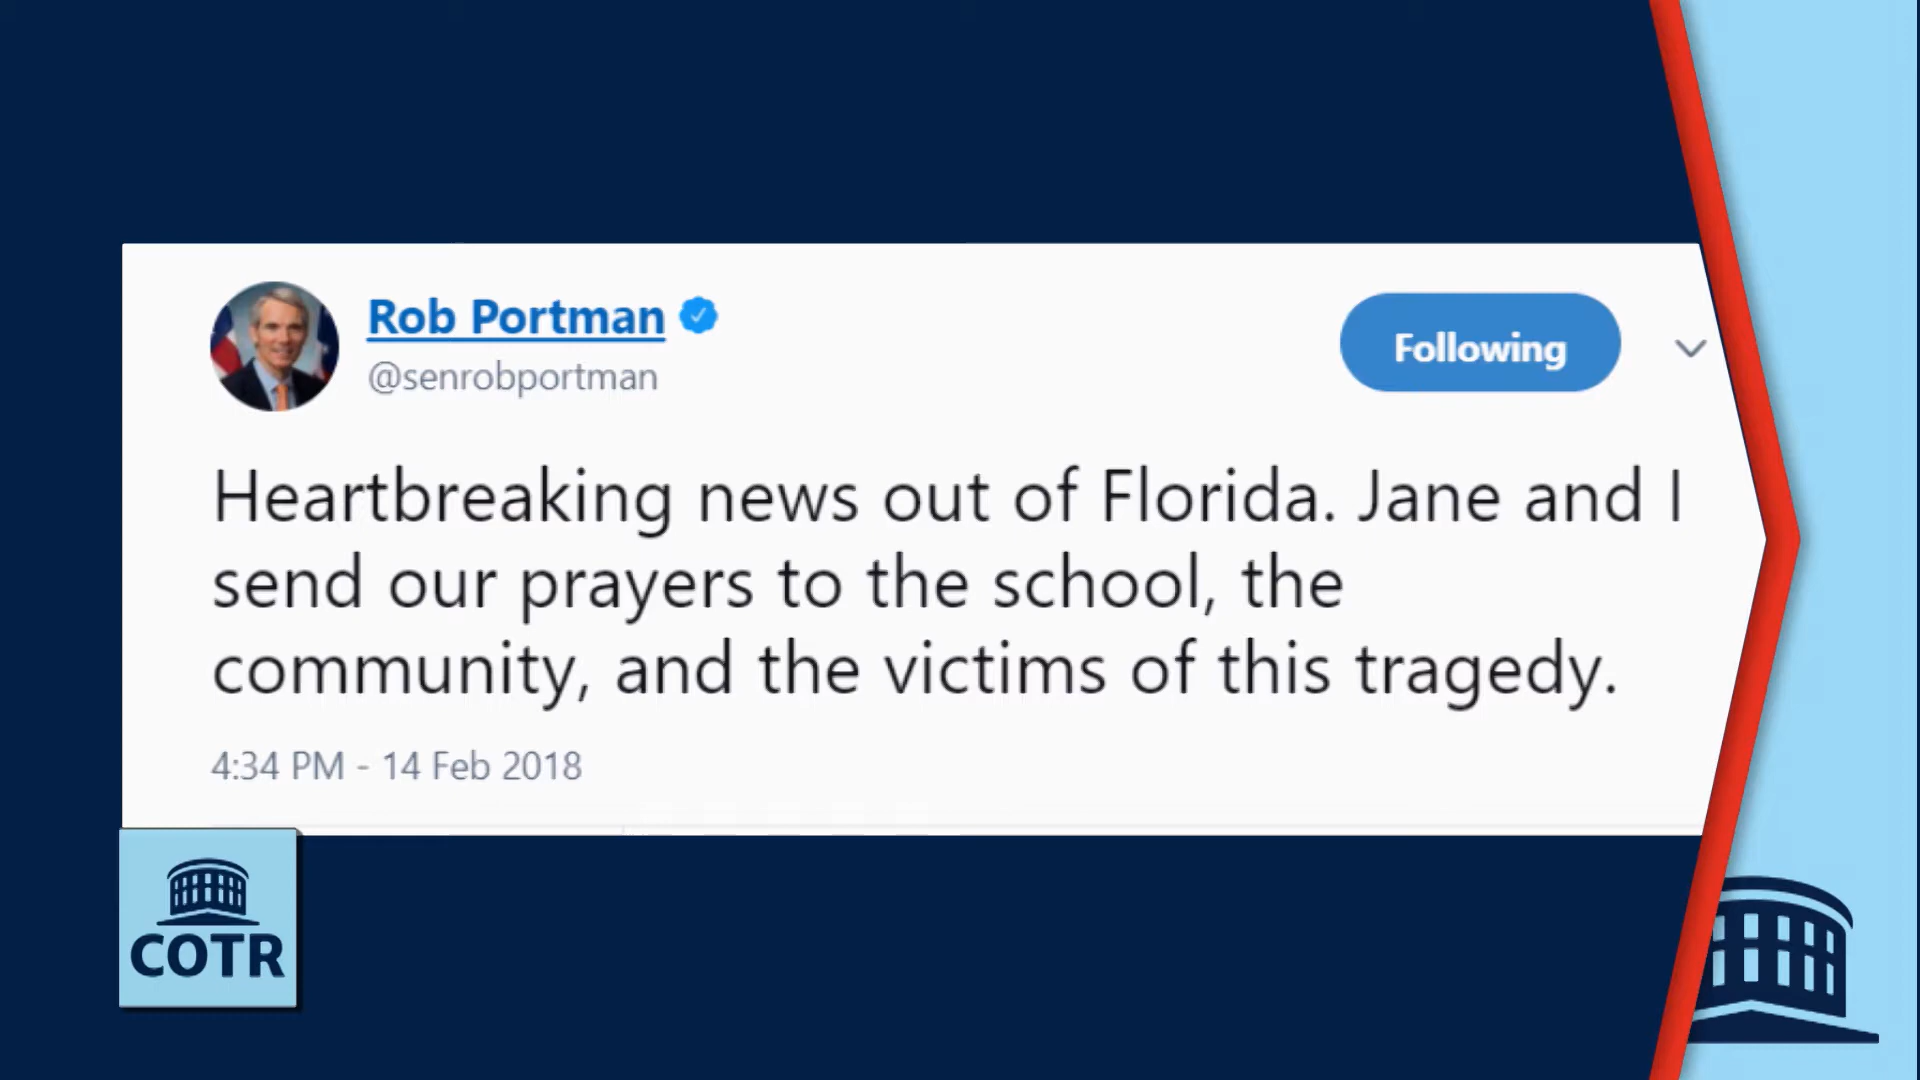 Rob Portman
@senrobportman
Following
Heartbreaking news out of Florida. Jane and I
send our prayers to the school, the
community, and the victims of this tragedy.
4:34 PM - 14 Feb 2018
COTR